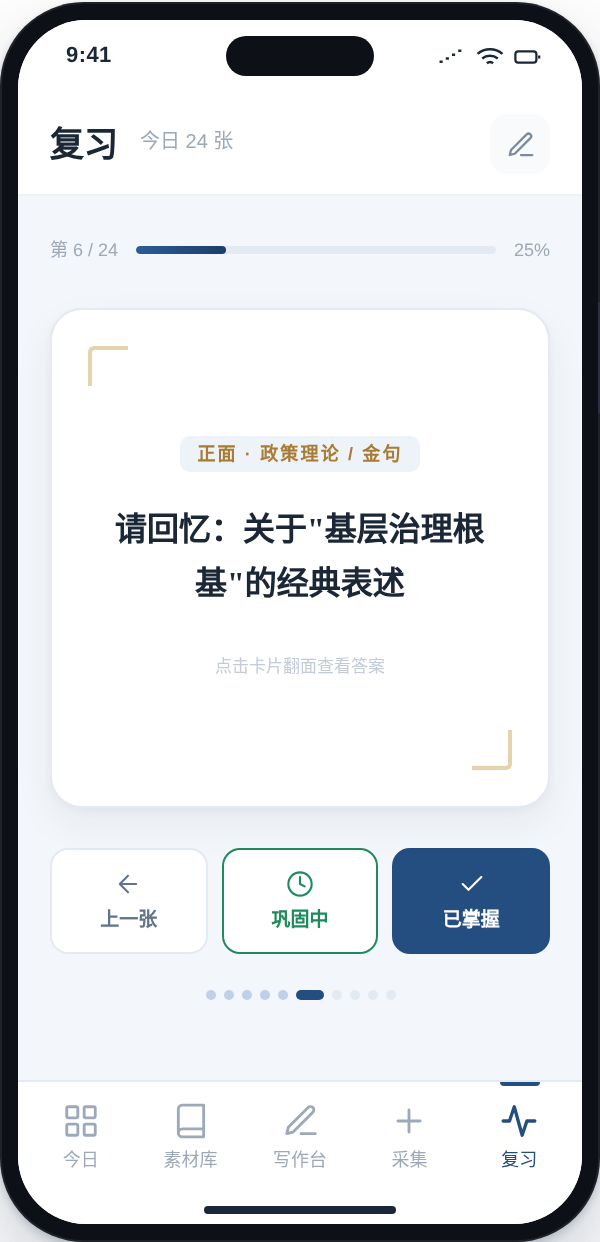 9:41
复习
今日 24 张
第 6 / 24
25%
正面 · 政策理论 / 金句
请回忆：关于"基层治理根
基"的经典表述
点击卡片翻面查看答案
上一张
巩固中
已掌握
今日
素材库
写作台
采集
复习